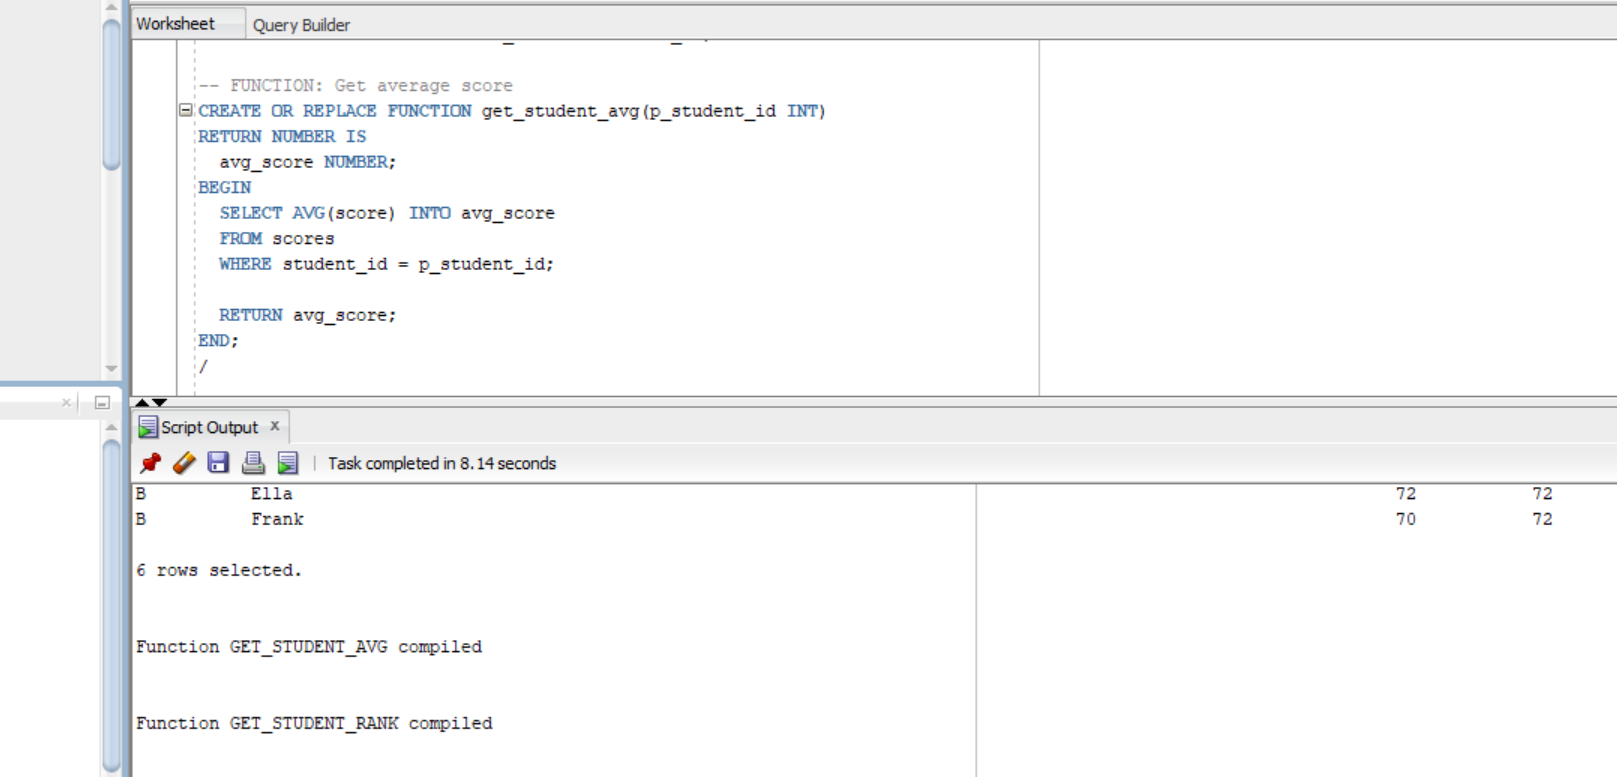 Worksheet Query Builder
-- FUNCTION: Get average score
CREATE OR REPLACE FUNCTION get_student_avg(p_student_id INT)
RETURN NUMBER IS
avg_score NUMBER;
BEGIN
SELECT AVG(score) INTO avg_score
FROM scores
WHERE student_id = p_student_id;
RETURN avg_score;
END;
/
Script Output x
Task completed in 8.14 seconds
B Ella 72 72
B Frank 70 72
6 rows selected.
Function GET_STUDENT_AVG compiled
Function GET_STUDENT_RANK compiled